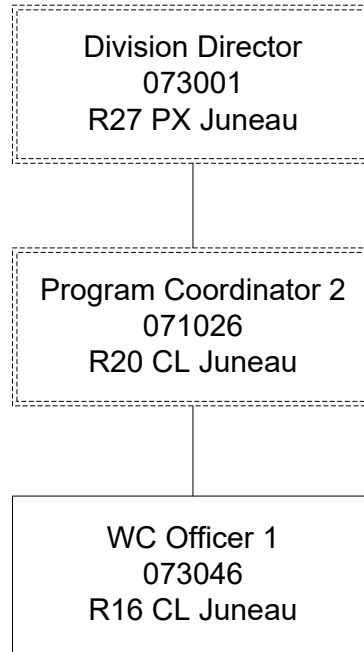 Division Director
073001
R27 PX Juneau
Program Coordinator 2
071026
R20 CL Juneau
WC Officer 1
073046
R16 CL Juneau